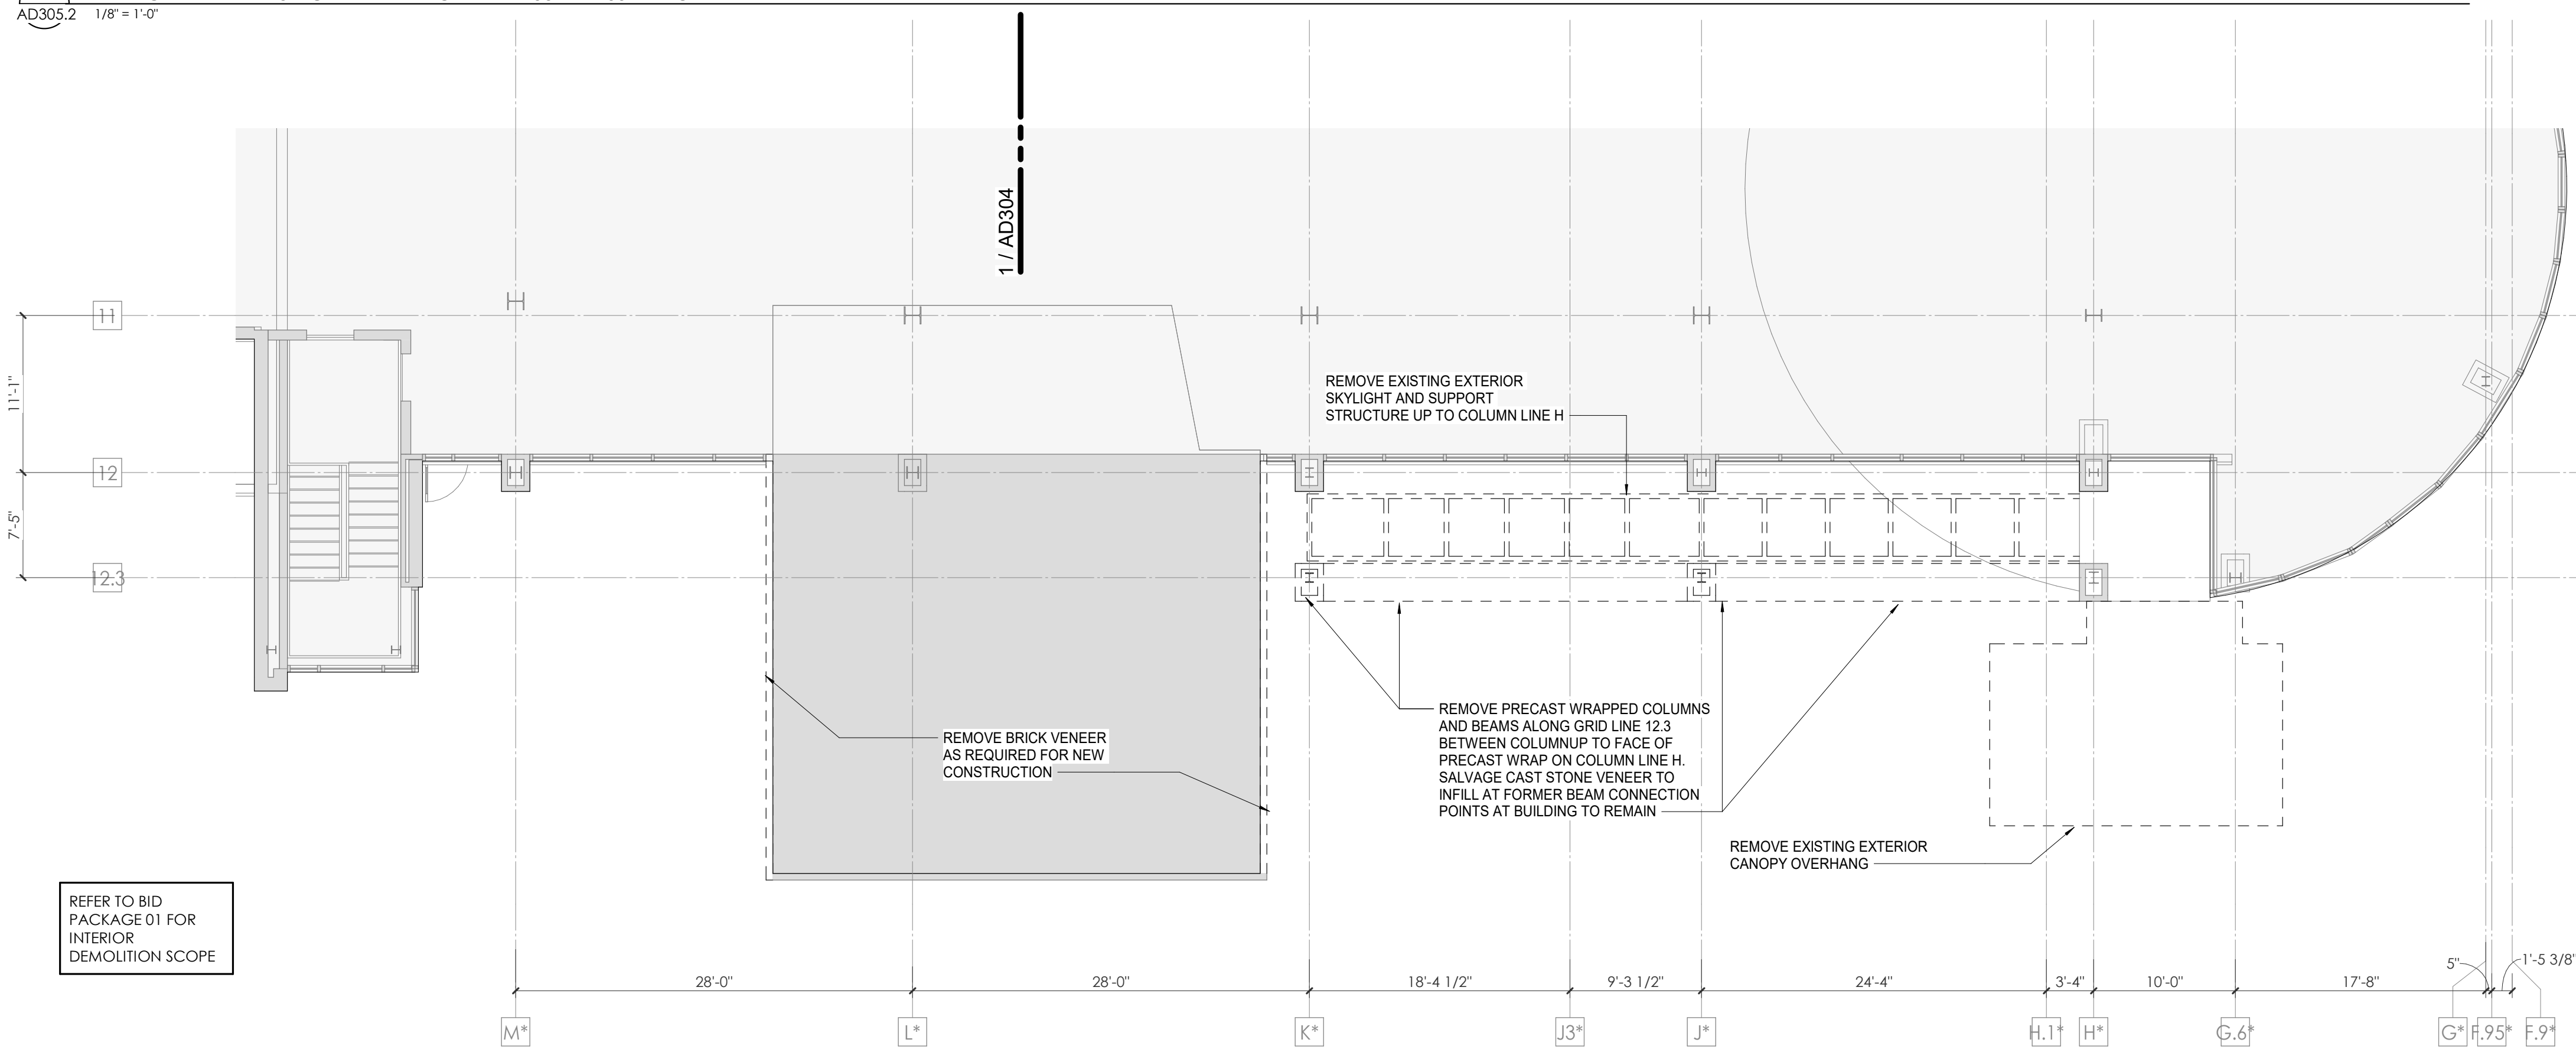 AD305.2 1/8" = 1'-0"
1 / AD304
11
11'-1"
12
7'-5"
12.3
REMOVE EXISTING EXTERIOR
SKYLIGHT AND SUPPORT
STRUCTURE UP TO COLUMN LINE H
REMOVE BRICK VENEER
AS REQUIRED FOR NEW
CONSTRUCTION
REMOVE PRECAST WRAPPED COLUMNS
AND BEAMS ALONG GRID LINE 12.3
BETWEEN COLUMNUP TO FACE OF
PRECAST WRAP ON COLUMN LINE H.
SALVAGE CAST STONE VENEER TO
INFILL AT FORMER BEAM CONNECTION
POINTS AT BUILDING TO REMAIN
REMOVE EXISTING EXTERIOR
CANOPY OVERHANG
REFER TO BID
PACKAGE 01 FOR
INTERIOR
DEMOLITION SCOPE
28'-0" 28'-0" 18'-4 1/2" 9'-3 1/2" 24'-4" 3'-4" 10'-0" 17'-8" 5" 1'-5 3/8"
M* L* K* J3* J* H.1* H* G.6* G* F.95* F.9*